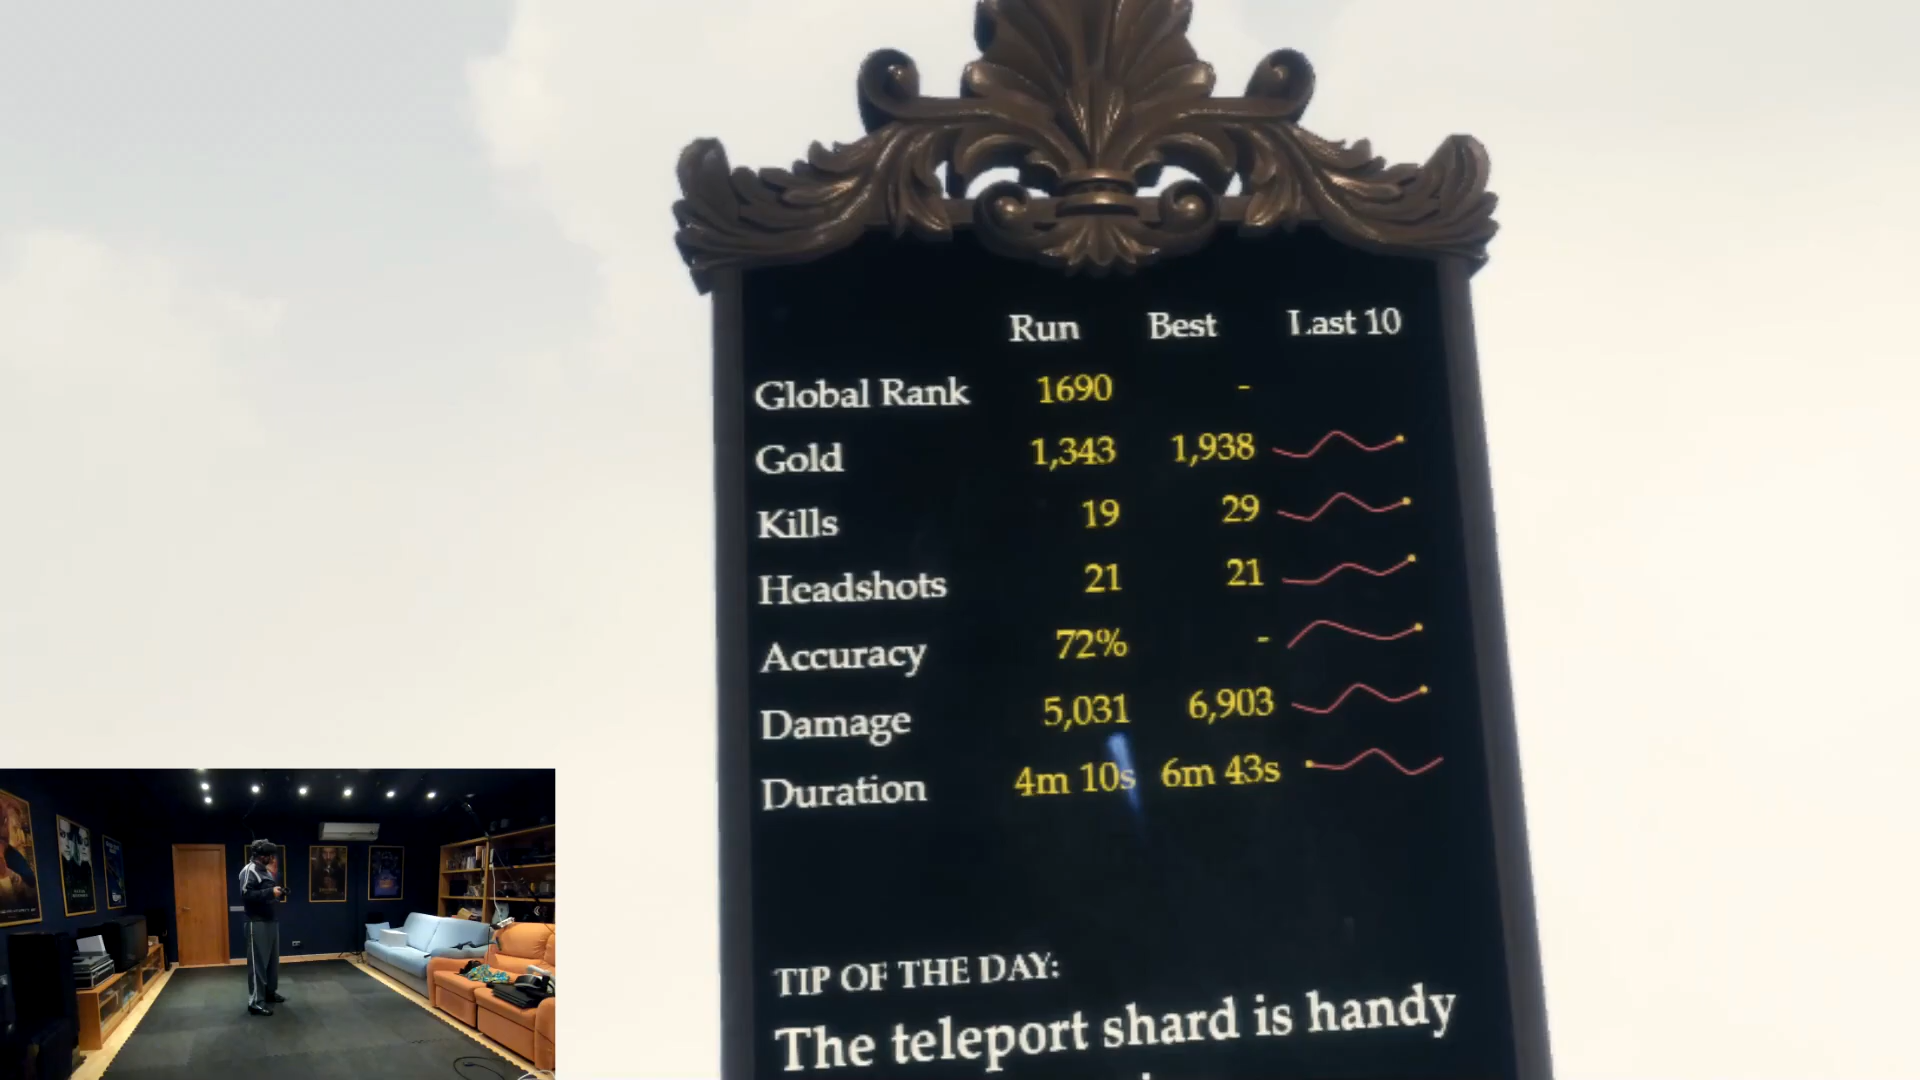 Run Best Last 10
Global Rank 1690 -
Gold 1,343 1,938
Kills 19 29
Headshots 21 21
Accuracy 72% -
Damage 5,031 6,903
Duration 4m 10s 6m 43s
TIP OF THE DAY:
The teleport shard is handy